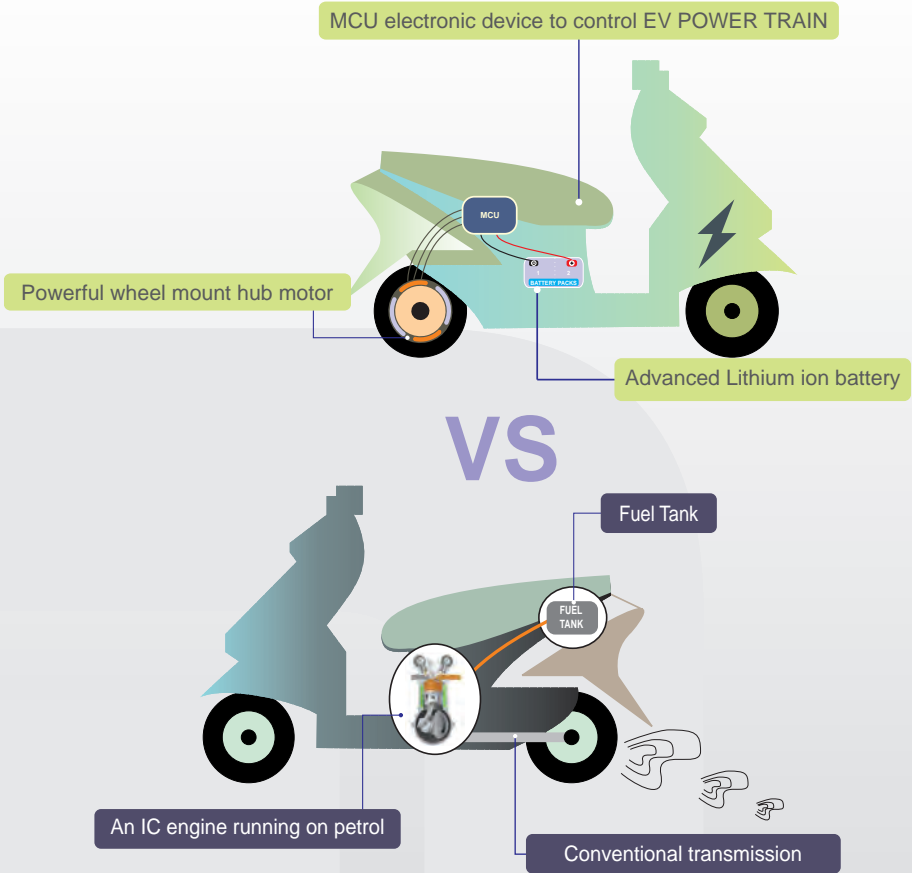 MCU electronic device to control EV POWER TRAIN
MCU
1 2
BATTERY PACKS
Powerful wheel mount hub motor
Advanced Lithium ion battery
VS
Fuel Tank
FUEL
TANK
An IC engine running on petrol
Conventional transmission